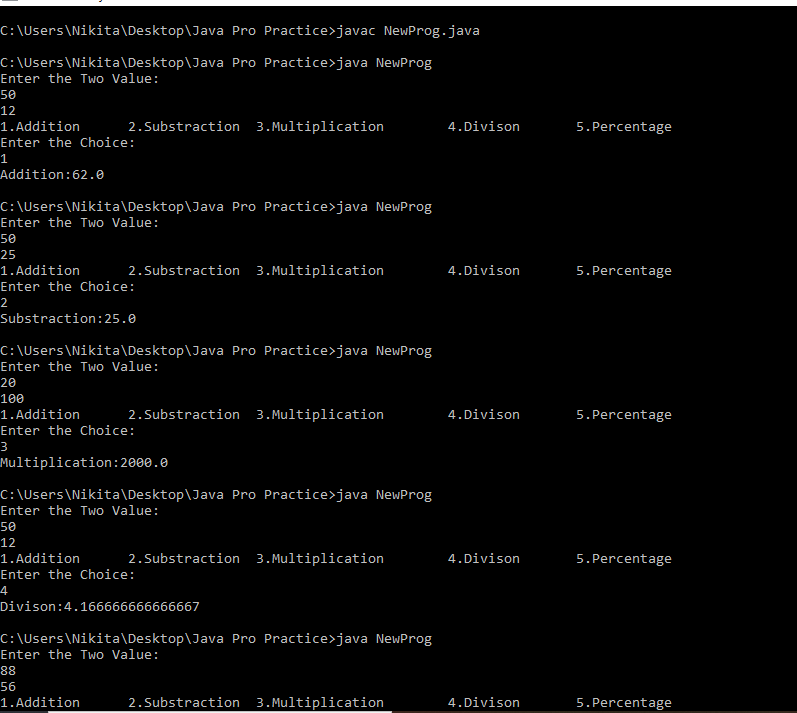 C:\Users\Nikita\Desktop\Java Pro Practice>javac NewProg.java
C:\Users\Nikita\Desktop\Java Pro Practice>java NewProg
Enter the Two Value:
50
12
1.Addition 2.Substraction 3.Multiplication 4.Divison 5.Percentage
Enter the Choice:
1
Addition:62.0
C:\Users\Nikita\Desktop\Java Pro Practice>java NewProg
Enter the Two Value:
50
25
1.Addition 2.Substraction 3.Multiplication 4.Divison 5.Percentage
Enter the Choice:
2
Substraction:25.0
C:\Users\Nikita\Desktop\Java Pro Practice>java NewProg
Enter the Two Value:
20
100
1.Addition 2.Substraction 3.Multiplication 4.Divison 5.Percentage
Enter the Choice:
3
Multiplication:2000.0
C:\Users\Nikita\Desktop\Java Pro Practice>java NewProg
Enter the Two Value:
50
12
1.Addition 2.Substraction 3.Multiplication 4.Divison 5.Percentage
Enter the Choice:
4
Divison:4.166666666666667
C:\Users\Nikita\Desktop\Java Pro Practice>java NewProg
Enter the Two Value:
88
56
1.Addition 2.Substraction 3.Multiplication 4.Divison 5.Percentage